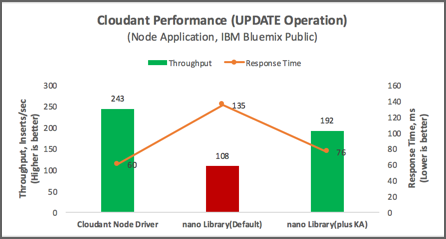 Cloudant Performance (UPDATE Operation)
(Node Application, IBM Bluemix Public)
Throughput
Response Time
Throughput, Inserts/sec
(Higher is better)
300
250
200
150
100
50
0
243
60
108
135
192
76
160
140
120
100
80
60
40
20
0
Response Time, ms
(Lower is better)
Cloudant Node Driver
nano Library(Default)
nano Library(plus KA)